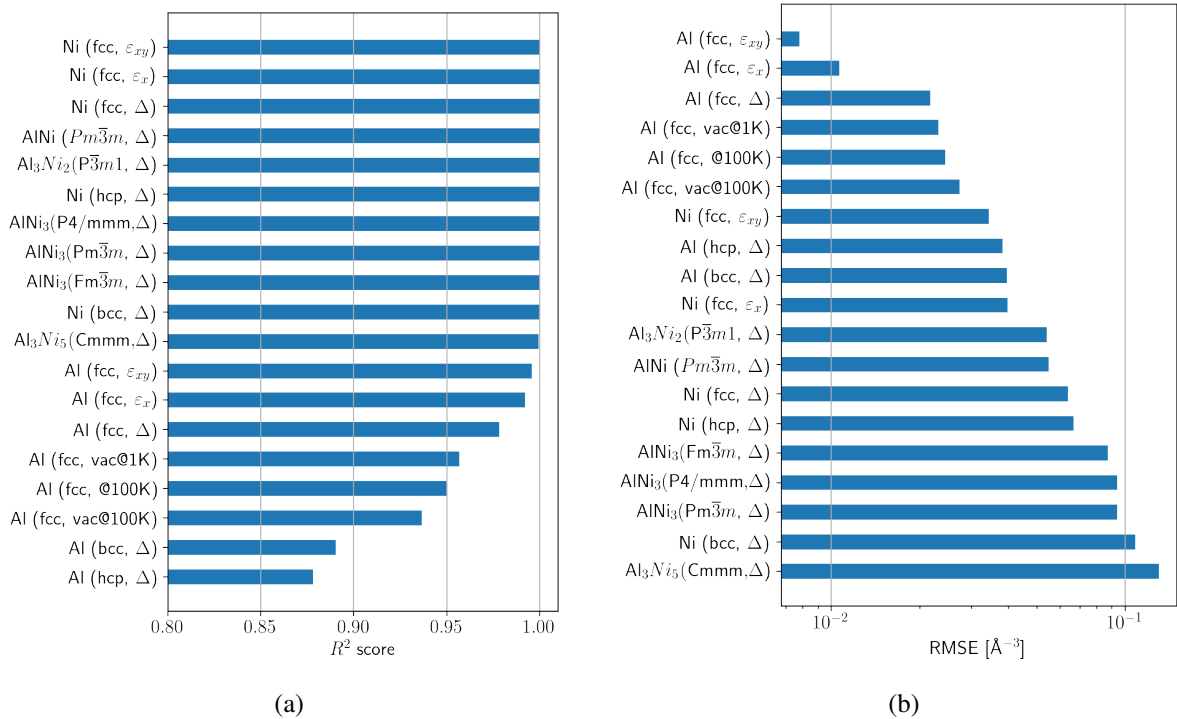 Ni (fcc, εxy)
Ni (fcc, εx)
Ni (fcc, Δ)
AlNi (Pm3̅m, Δ)
Al₃Ni₂(P3̅m1, Δ)
Ni (hcp, Δ)
AlNi₃(P4/mmm,Δ)
AlNi₃(Pm3̅m, Δ)
AlNi₃(Fm3̅m, Δ)
Ni (bcc, Δ)
Al₃Ni₅(Cmmm,Δ)
Al (fcc, εxy)
Al (fcc, εx)
Al (fcc, Δ)
Al (fcc, vac@1K)
Al (fcc, @100K)
Al (fcc, vac@100K)
Al (bcc, Δ)
Al (hcp, Δ)
0.80 0.85 0.90 0.95 1.00
R² score
(a)
Al (fcc, εxy)
Al (fcc, εx)
Al (fcc, Δ)
Al (fcc, vac@1K)
Al (fcc, @100K)
Al (fcc, vac@100K)
Ni (fcc, εxy)
Al (hcp, Δ)
Al (bcc, Δ)
Ni (fcc, εx)
Al₃Ni₂(P3̅m1, Δ)
AlNi (Pm3̅m, Δ)
Ni (fcc, Δ)
Ni (hcp, Δ)
AlNi₃(Fm3̅m, Δ)
AlNi₃(P4/mmm,Δ)
AlNi₃(Pm3̅m, Δ)
Ni (bcc, Δ)
Al₃Ni₅(Cmmm,Δ)
10⁻² 10⁻¹
RMSE [Å⁻³]
(b)